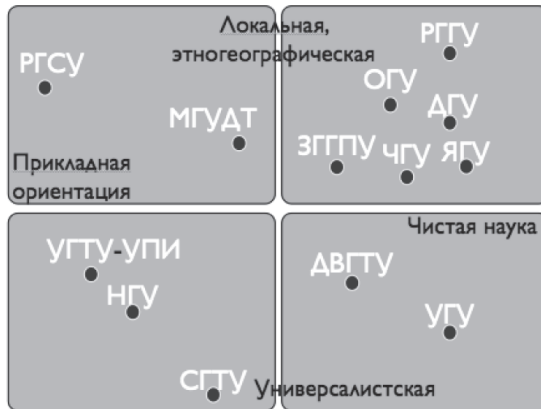 Локальная,
этногеографическая
РГГУ
РГСУ
ОГУ
МГУДТ
ДГУ
ЗГГПУ
ЧГУ
ЯГУ
Прикладная
ориентация
УГТУ-УПИ
НГУ
СГТУ
Чистая наука
ДВГТУ
УГУ
Универсалистская